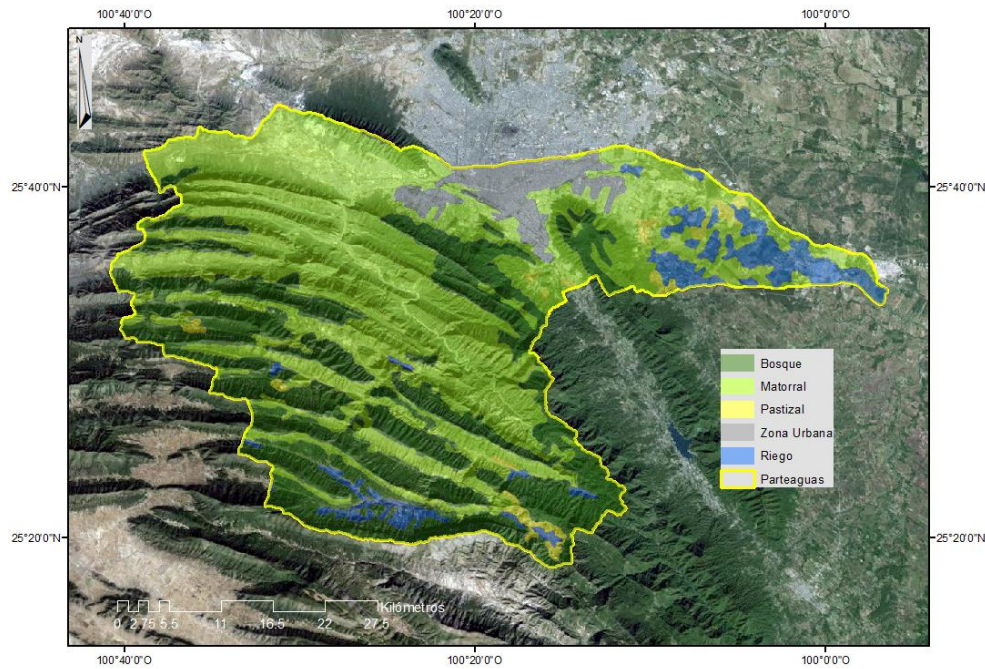 100°40'0"O 100°20'0"O 100°0'0"O
N
25°40'0"N 25°40'0"N
Bosque
Matorral
Pastizal
Zona Urbana
Riego
Parteaguas
25°20'0"N 25°20'0"N
Kilómetros
0 2.75 5.5 11 16.5 22 27.5
100°40'0"O 100°20'0"O 100°0'0"O